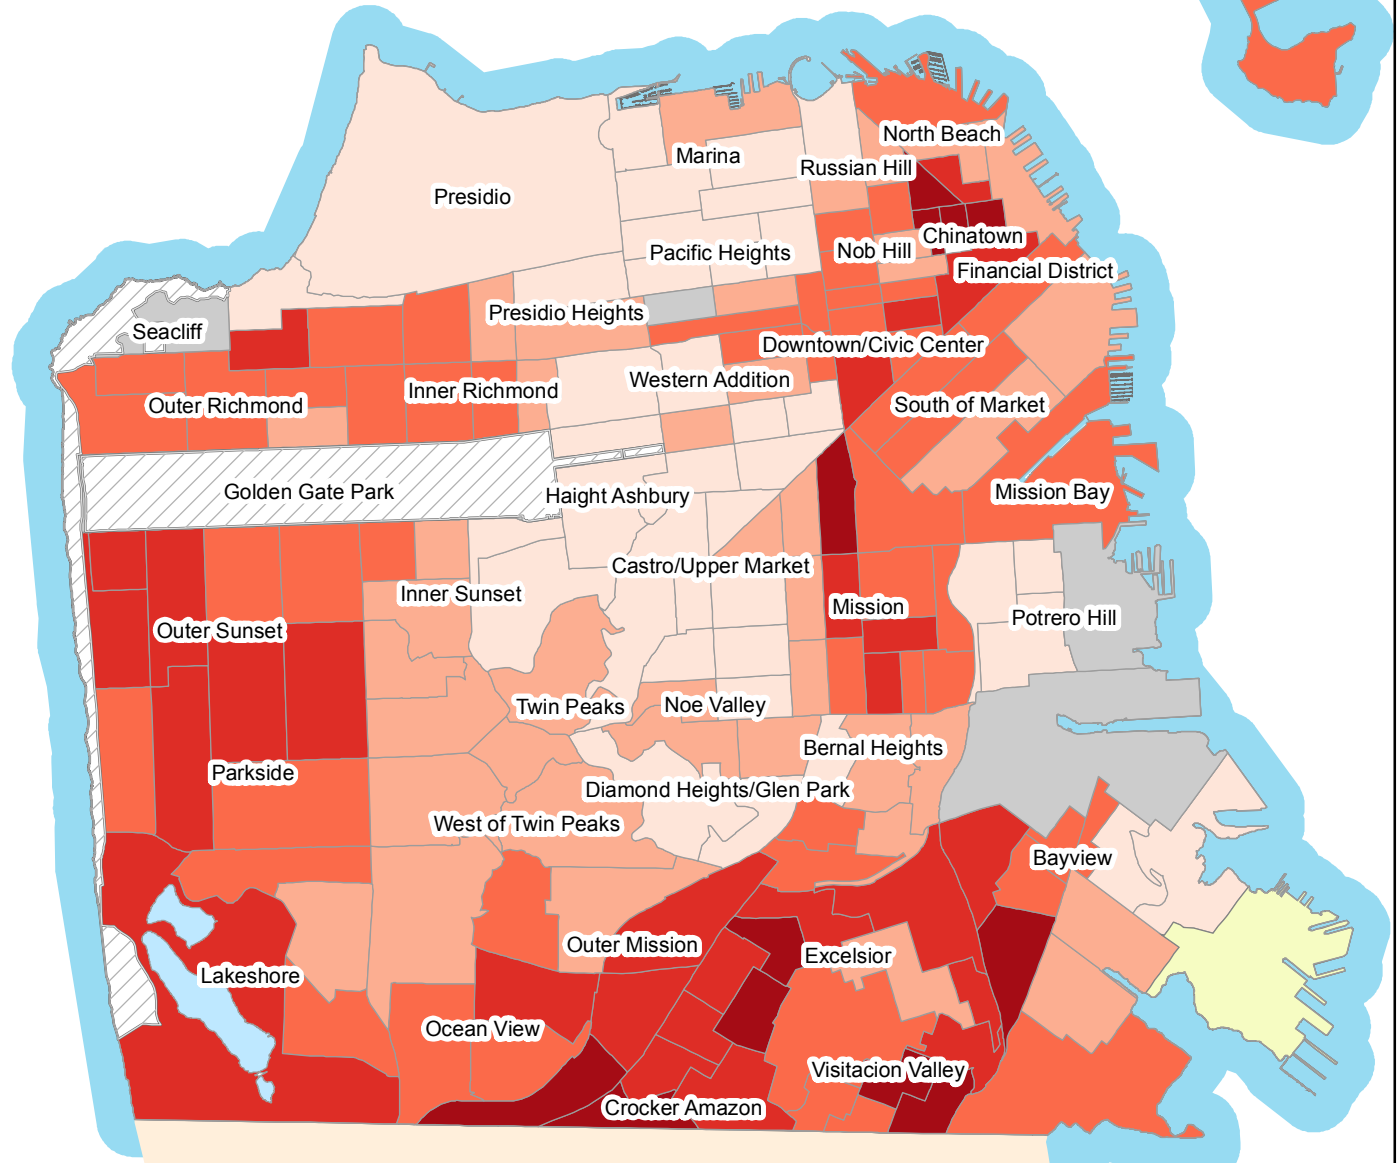 North Beach
Marina
Russian Hill
Presidio
Chinatown
Pacific Heights
Nob Hill
Financial District
Presidio Heights
Seacliff
Downtown/Civic Center
Western Addition
Inner Richmond
Outer Richmond
South of Market
Golden Gate Park
Haight Ashbury
Mission Bay
Castro/Upper Market
Inner Sunset
Mission
Potrero Hill
Outer Sunset
Twin Peaks
Noe Valley
Bernal Heights
Parkside
Diamond Heights/Glen Park
West of Twin Peaks
Bayview
Outer Mission
Excelsior
Lakeshore
Ocean View
Visitacion Valley
Crocker Amazon